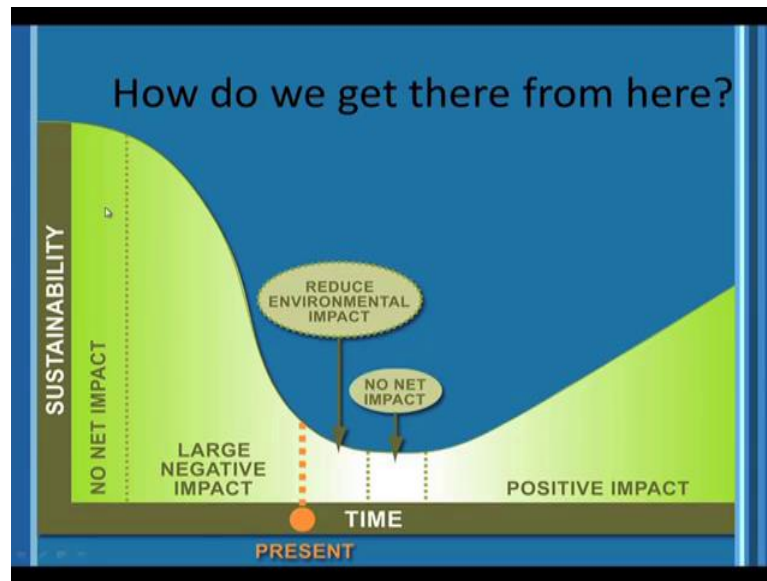 How do we get there from here?
SUSTAINABILITY
NO NET IMPACT
LARGE
NEGATIVE
IMPACT
REDUCE
ENVIRONMENTAL
IMPACT
NO NET
IMPACT
POSITIVE IMPACT
TIME
PRESENT